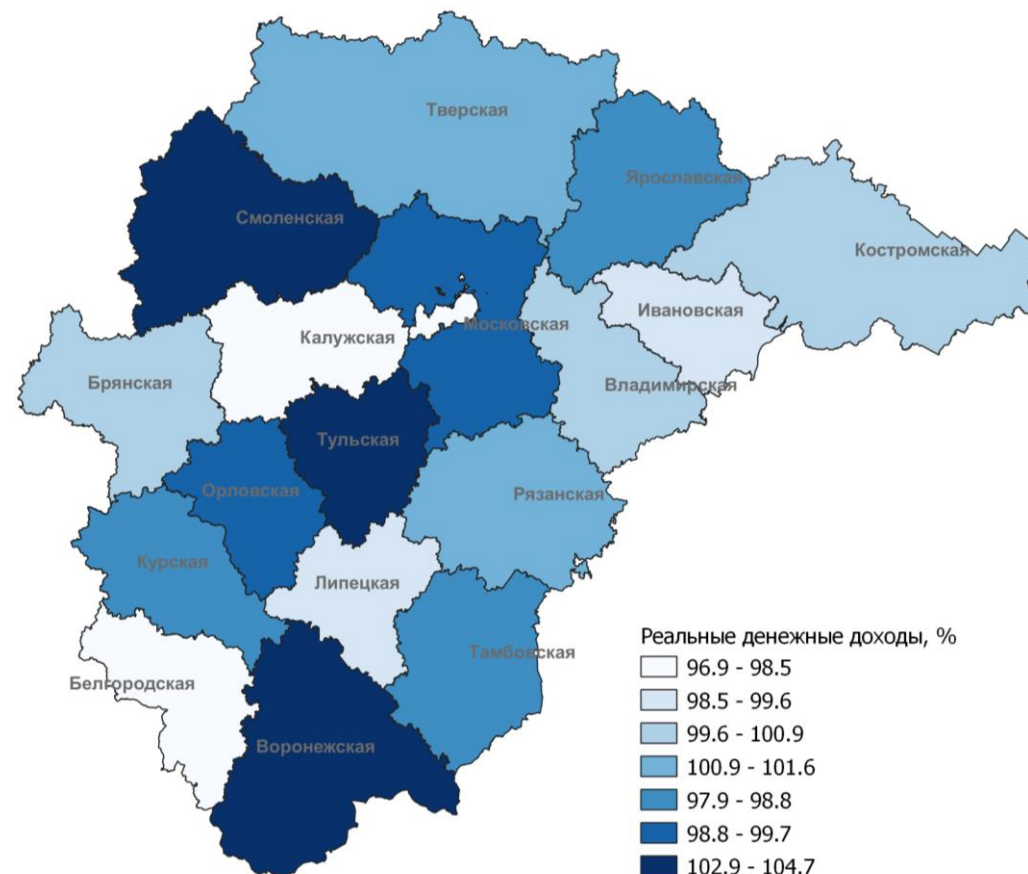 Тверская
Ярославская
Смоленская
Костромская
Ивановская
Московская
Калужская
Владимирская
Брянская
Тульская
Орловская
Рязанская
Курская
Липецкая
Тамбовская
Белгородская
Воронежская
Реальные денежные доходы, %
96.9 - 98.5
98.5 - 99.6
99.6 - 100.9
100.9 - 101.6
97.9 - 98.8
98.8 - 99.7
102.9 - 104.7